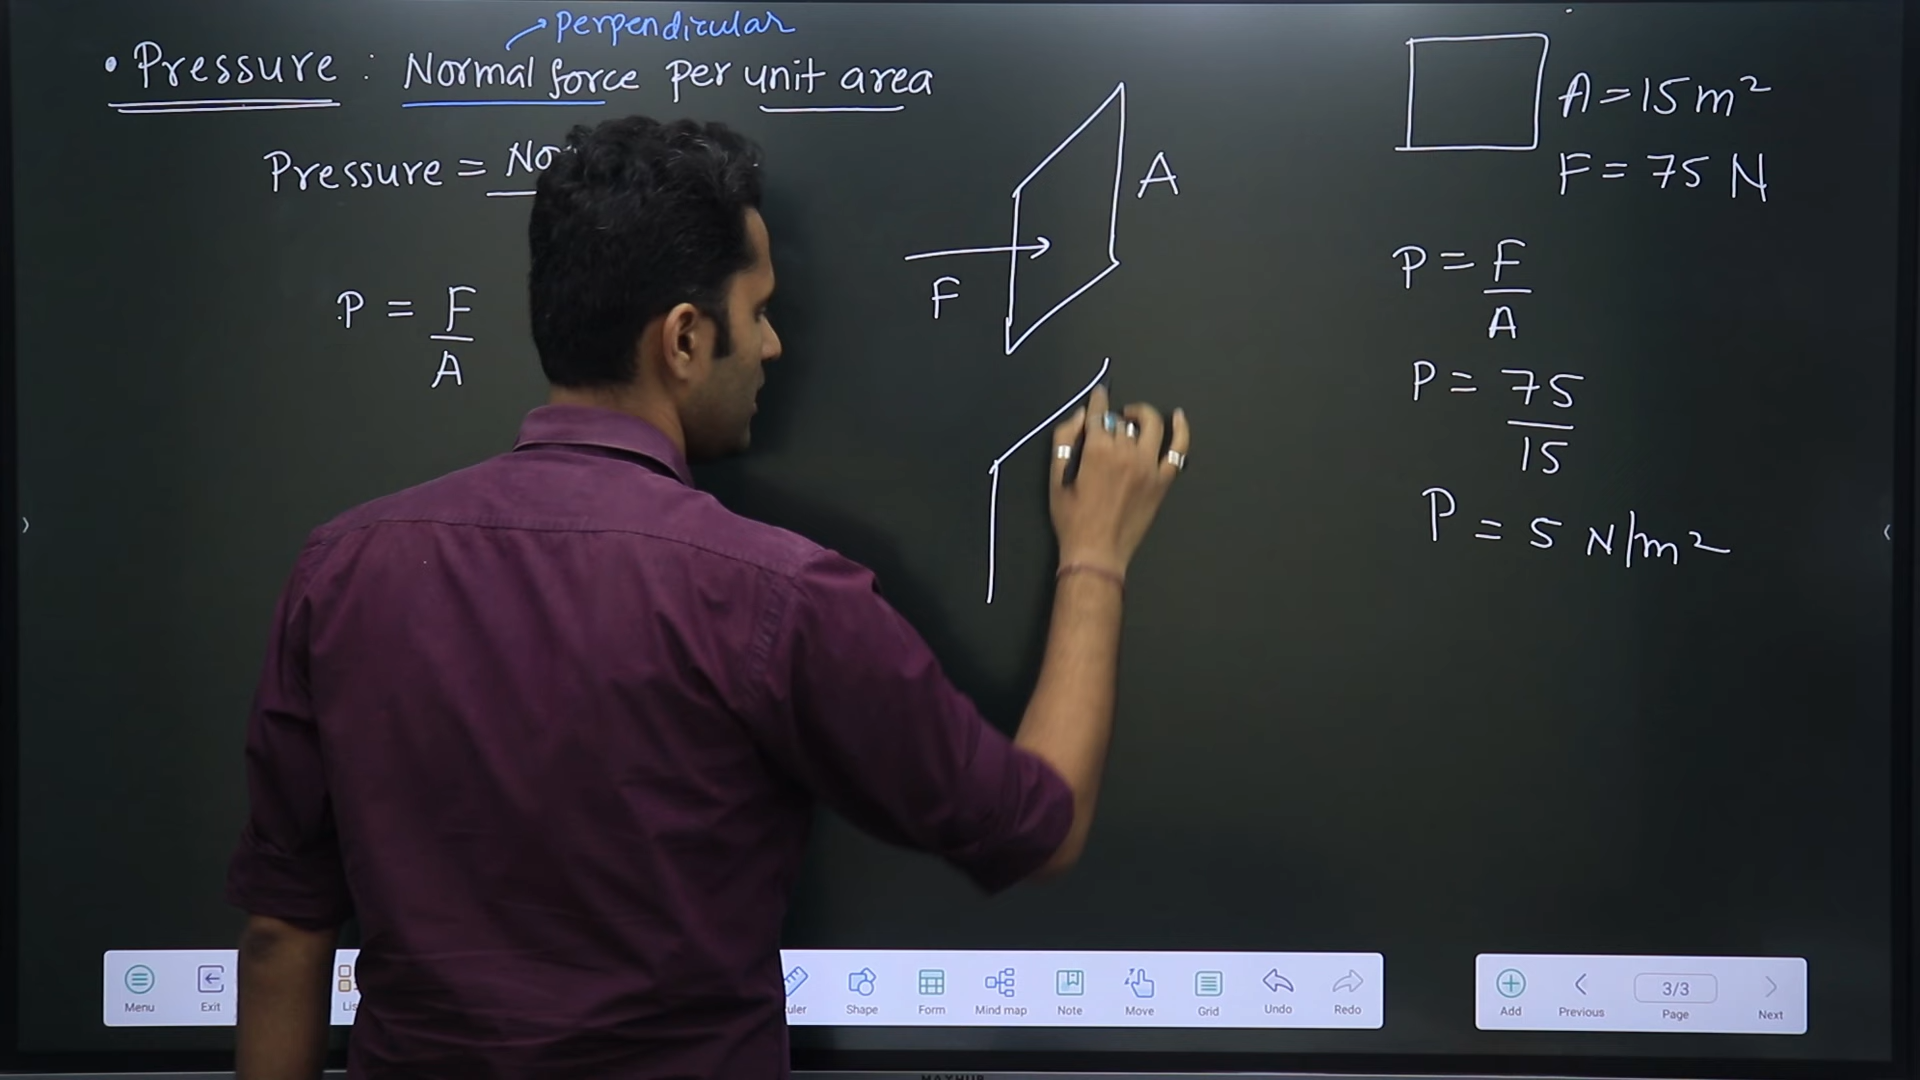 perpendicular
• Pressure : Normal force per unit area
Pressure =
P = F
A
A
F
A = 15 m²
F = 75 N
P = F
A
P = 75
15
P = 5 N/m²
Menu
Exit
Shape
Form
Mind map
Note
Move
Grid
Undo
Redo
Add
Previous
3/3
Page
Next